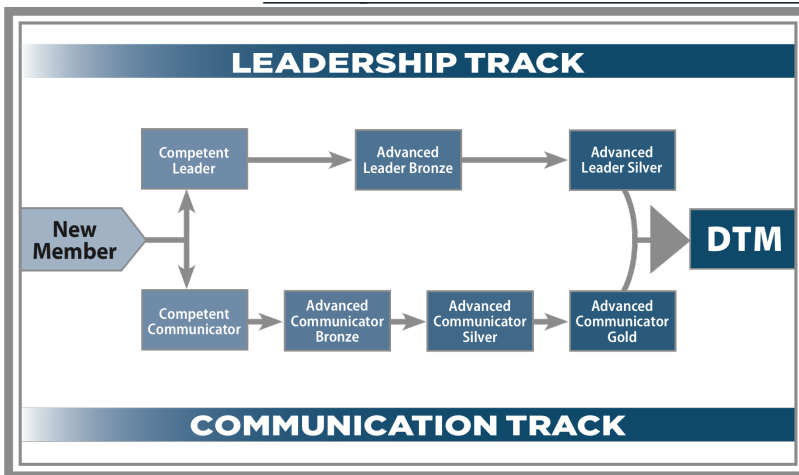 LEADERSHIP TRACK
Competent
Leader
Advanced
Leader Bronze
Advanced
Leader Silver
New
Member
DTM
Competent
Communicator
Advanced
Communicator
Bronze
Advanced
Communicator
Silver
Advanced
Communicator
Gold
COMMUNICATION TRACK